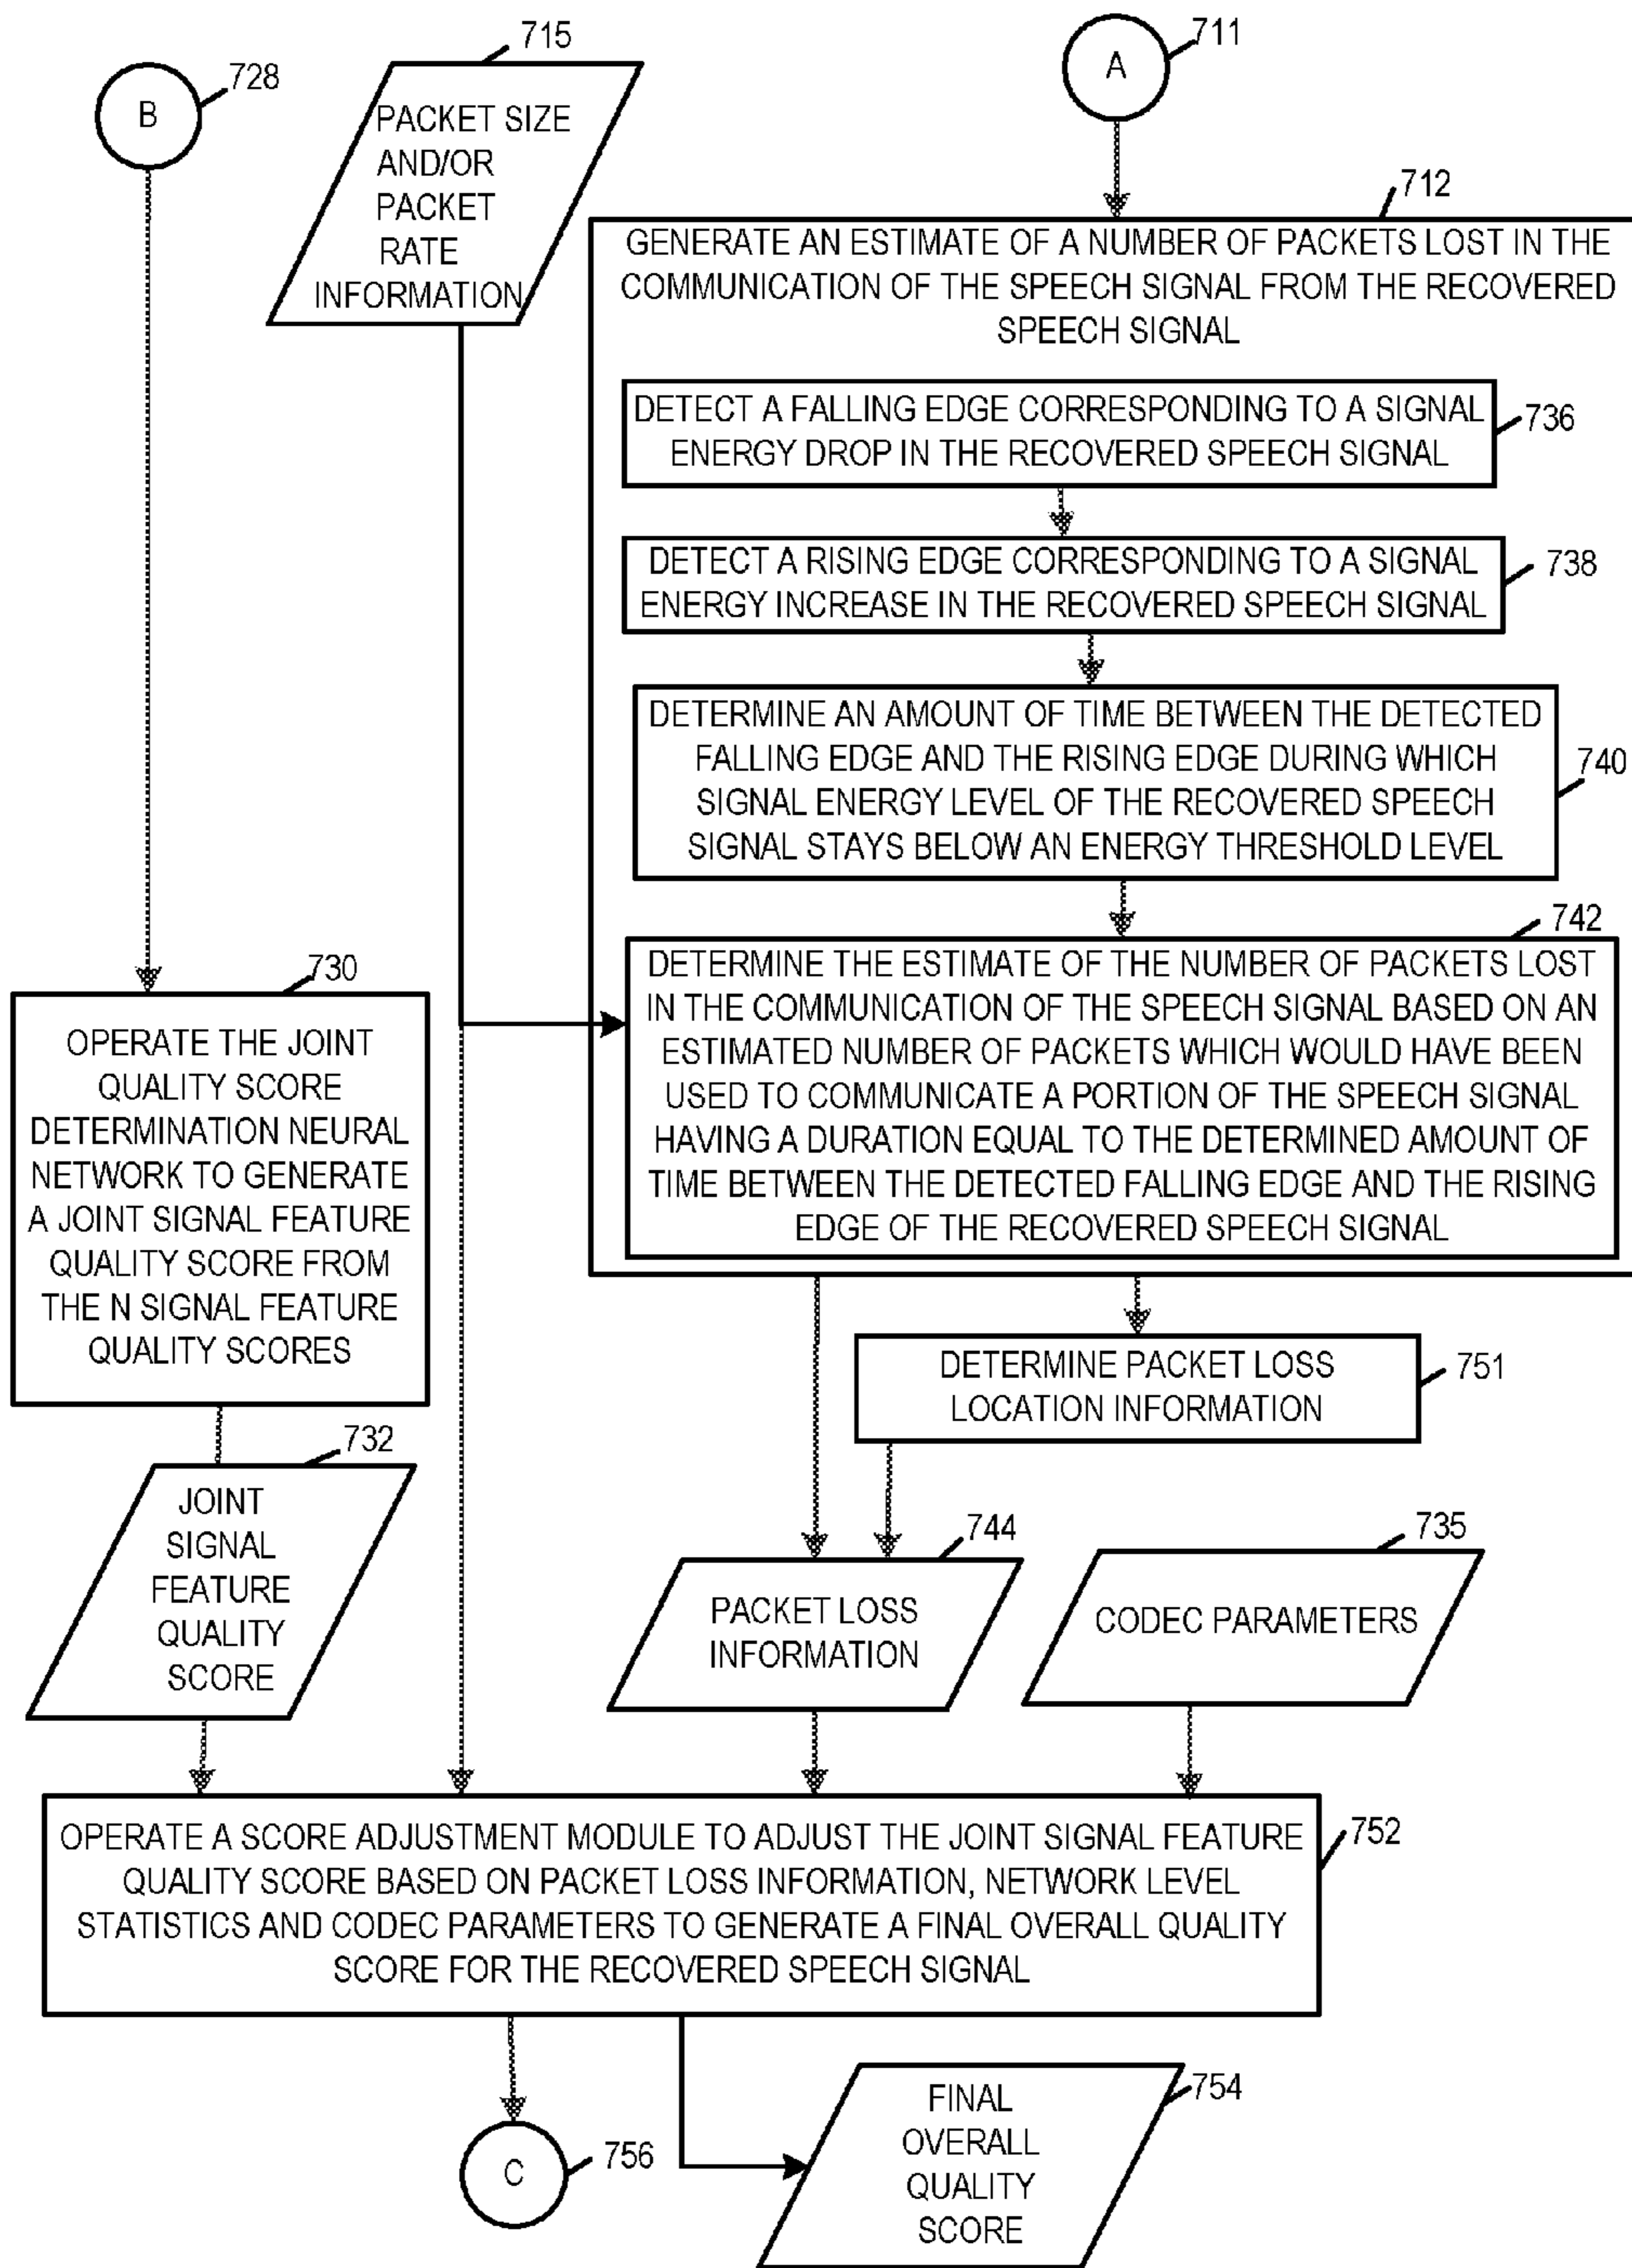 715
711
B
728
A
PACKET SIZE
AND/OR
PACKET
RATE
INFORMATION
712
GENERATE AN ESTIMATE OF A NUMBER OF PACKETS LOST IN THE
COMMUNICATION OF THE SPEECH SIGNAL FROM THE RECOVERED
SPEECH SIGNAL
DETECT A FALLING EDGE CORRESPONDING TO A SIGNAL
ENERGY DROP IN THE RECOVERED SPEECH SIGNAL
736
DETECT A RISING EDGE CORRESPONDING TO A SIGNAL
ENERGY INCREASE IN THE RECOVERED SPEECH SIGNAL
738
DETERMINE AN AMOUNT OF TIME BETWEEN THE DETECTED
FALLING EDGE AND THE RISING EDGE DURING WHICH
SIGNAL ENERGY LEVEL OF THE RECOVERED SPEECH
SIGNAL STAYS BELOW AN ENERGY THRESHOLD LEVEL
740
742
DETERMINE THE ESTIMATE OF THE NUMBER OF PACKETS LOST
IN THE COMMUNICATION OF THE SPEECH SIGNAL BASED ON AN
ESTIMATED NUMBER OF PACKETS WHICH WOULD HAVE BEEN
USED TO COMMUNICATE A PORTION OF THE SPEECH SIGNAL
HAVING A DURATION EQUAL TO THE DETERMINED AMOUNT OF
TIME BETWEEN THE DETECTED FALLING EDGE AND THE RISING
EDGE OF THE RECOVERED SPEECH SIGNAL
730
OPERATE THE JOINT
QUALITY SCORE
DETERMINATION NEURAL
NETWORK TO GENERATE
A JOINT SIGNAL FEATURE
QUALITY SCORE FROM
THE N SIGNAL FEATURE
QUALITY SCORES
DETERMINE PACKET LOSS
LOCATION INFORMATION
751
732
JOINT
SIGNAL
FEATURE
QUALITY
SCORE
744
PACKET LOSS
INFORMATION
735
CODEC PARAMETERS
OPERATE A SCORE ADJUSTMENT MODULE TO ADJUST THE JOINT SIGNAL FEATURE
QUALITY SCORE BASED ON PACKET LOSS INFORMATION, NETWORK LEVEL
STATISTICS AND CODEC PARAMETERS TO GENERATE A FINAL OVERALL QUALITY
SCORE FOR THE RECOVERED SPEECH SIGNAL
752
C
756
FINAL
OVERALL
QUALITY
SCORE
754